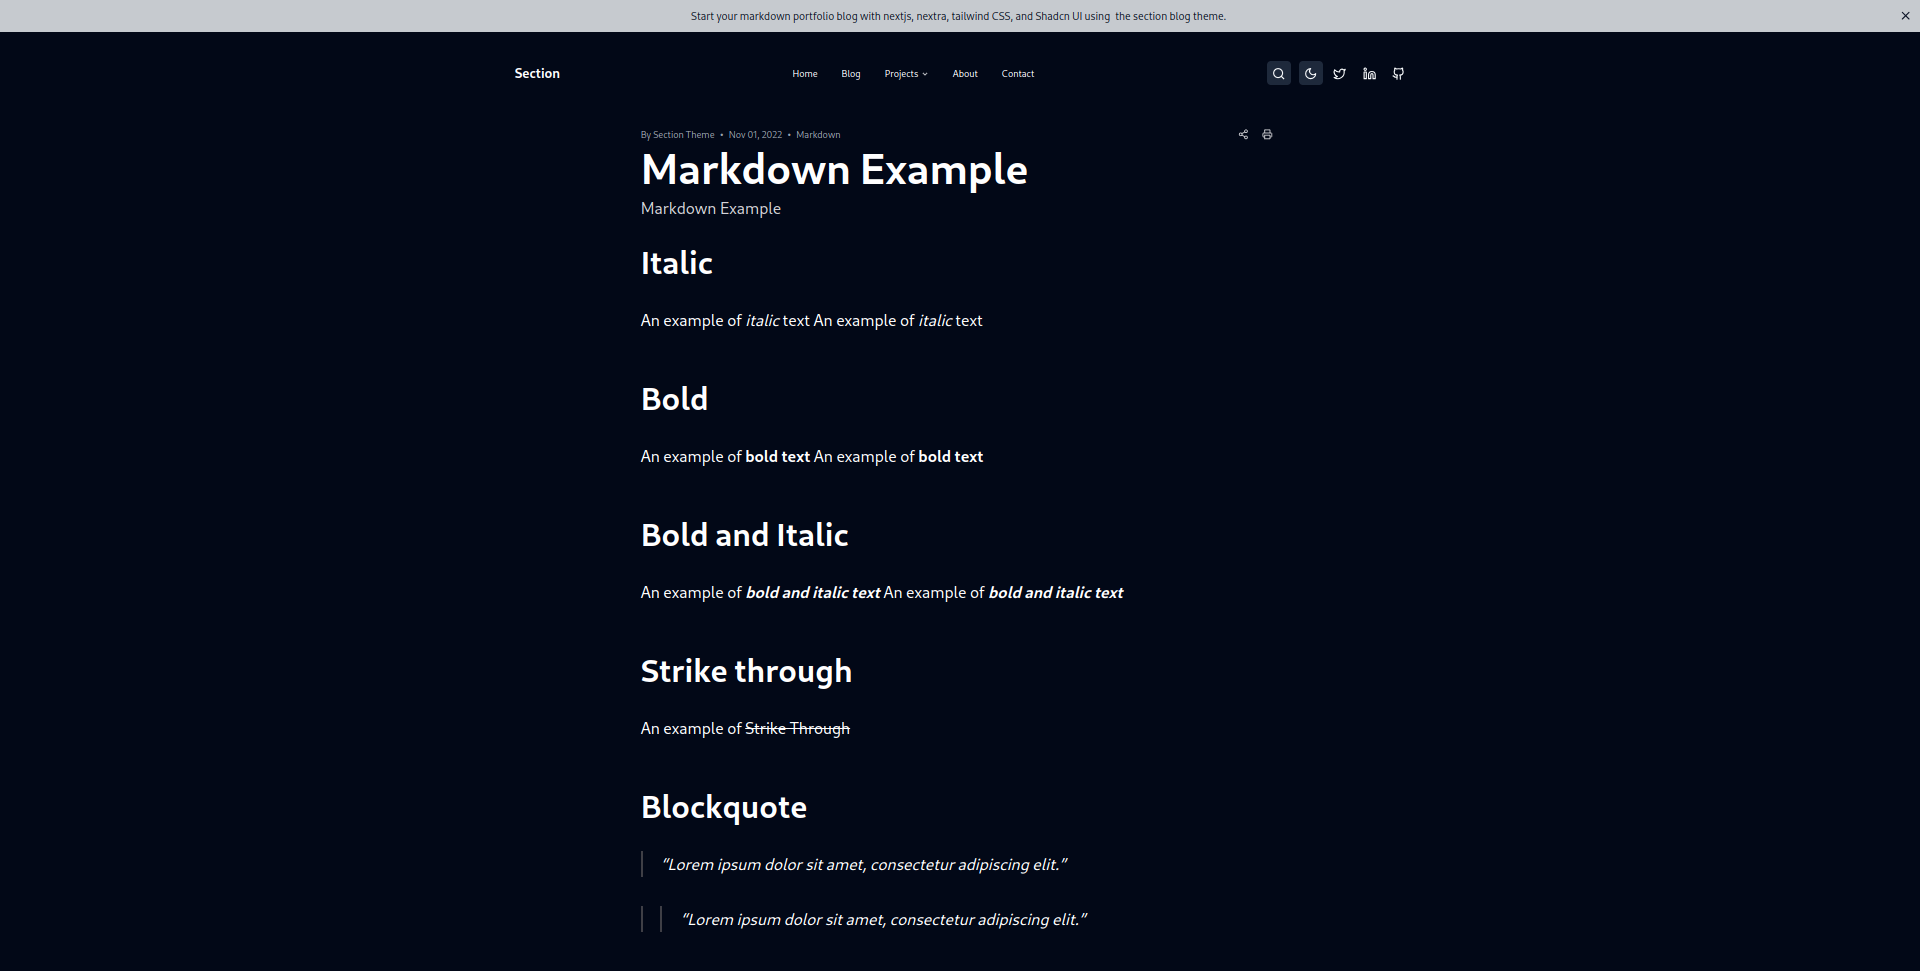 Start your markdown portfolio blog with nextjs, nextra, tailwind CSS, and Shadcn UI using  the section blog theme.
Section
Home Blog Projects About Contact
By Section Theme • Nov 01, 2022 • Markdown
Markdown Example
Markdown Example
Italic
An example of italic text An example of italic text
Bold
An example of bold text An example of bold text
Bold and Italic
An example of bold and italic text An example of bold and italic text
Strike through
An example of Strike Through
Blockquote
“Lorem ipsum dolor sit amet, consectetur adipiscing elit.”
“Lorem ipsum dolor sit amet, consectetur adipiscing elit.”